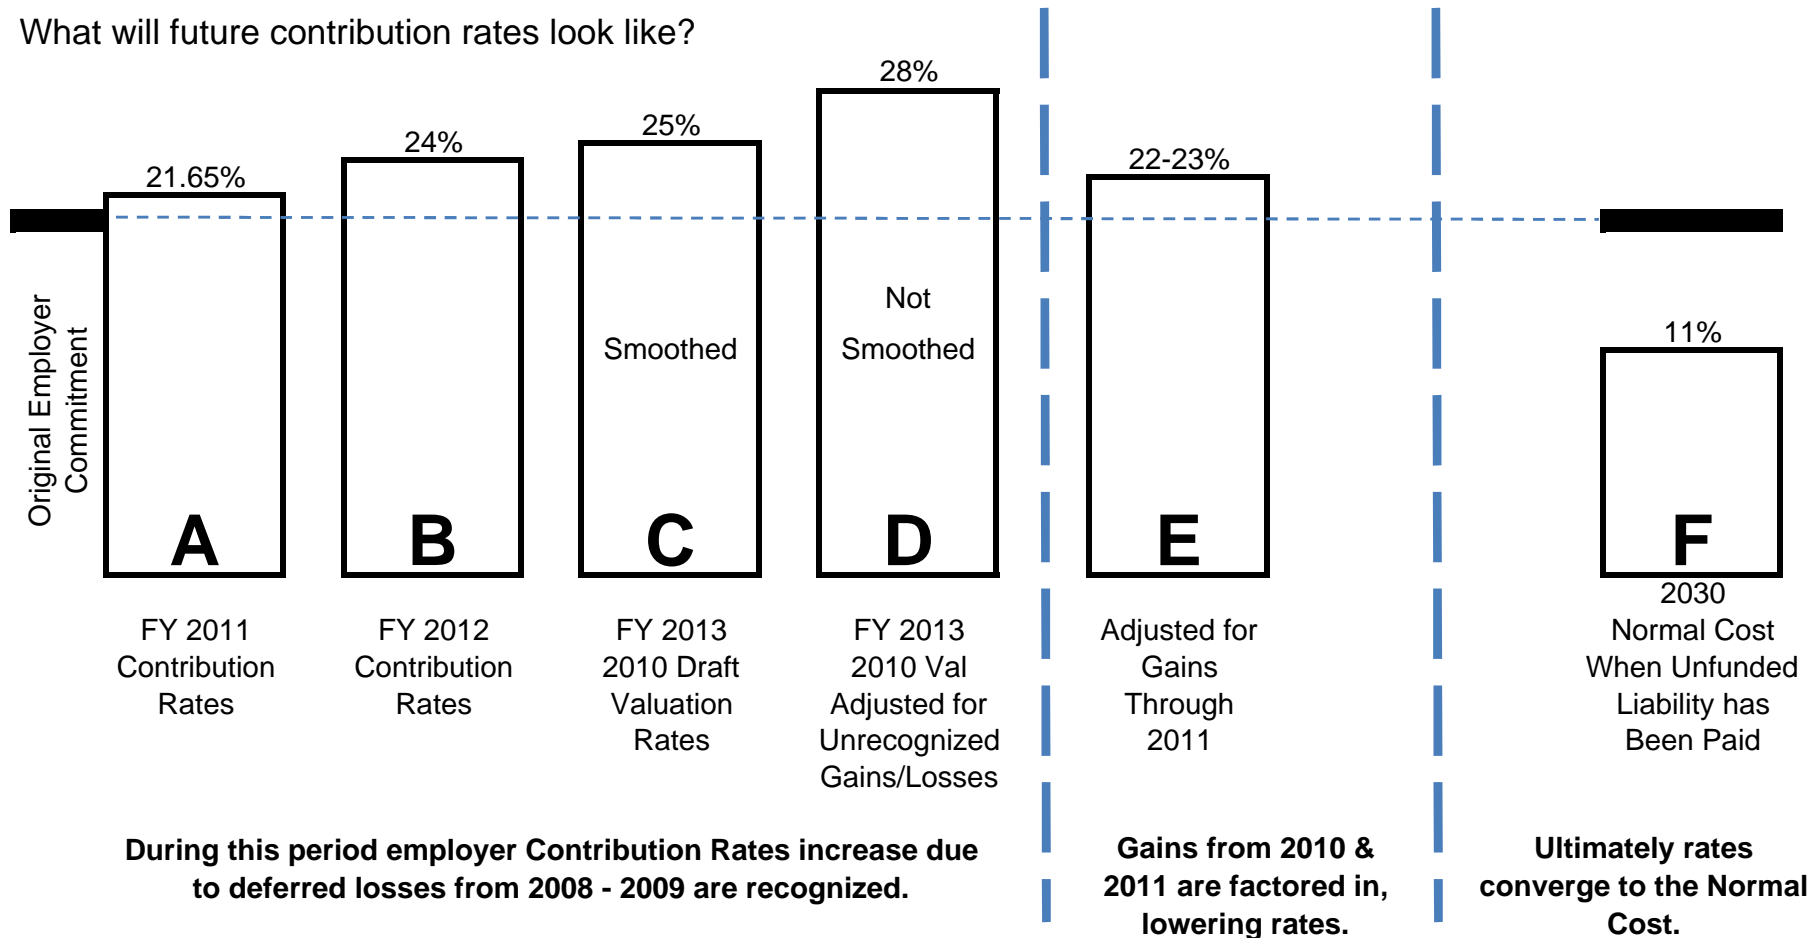 What will future contribution rates look like?
21.65%
24%
25%
28%
22-23%
11%
Original Employer
Commitment
Smoothed
Not
Smoothed
A
B
C
D
E
F
FY 2011
Contribution
Rates
FY 2012
Contribution
Rates
FY 2013
2010 Draft
Valuation
Rates
FY 2013
2010 Val
Adjusted for
Unrecognized
Gains/Losses
Adjusted for
Gains
Through
2011
2030
Normal Cost
When Unfunded
Liability has
Been Paid
During this period employer Contribution Rates increase due
to deferred losses from 2008 - 2009 are recognized.
Gains from 2010 &
2011 are factored in,
lowering rates.
Ultimately rates
converge to the Normal
Cost.